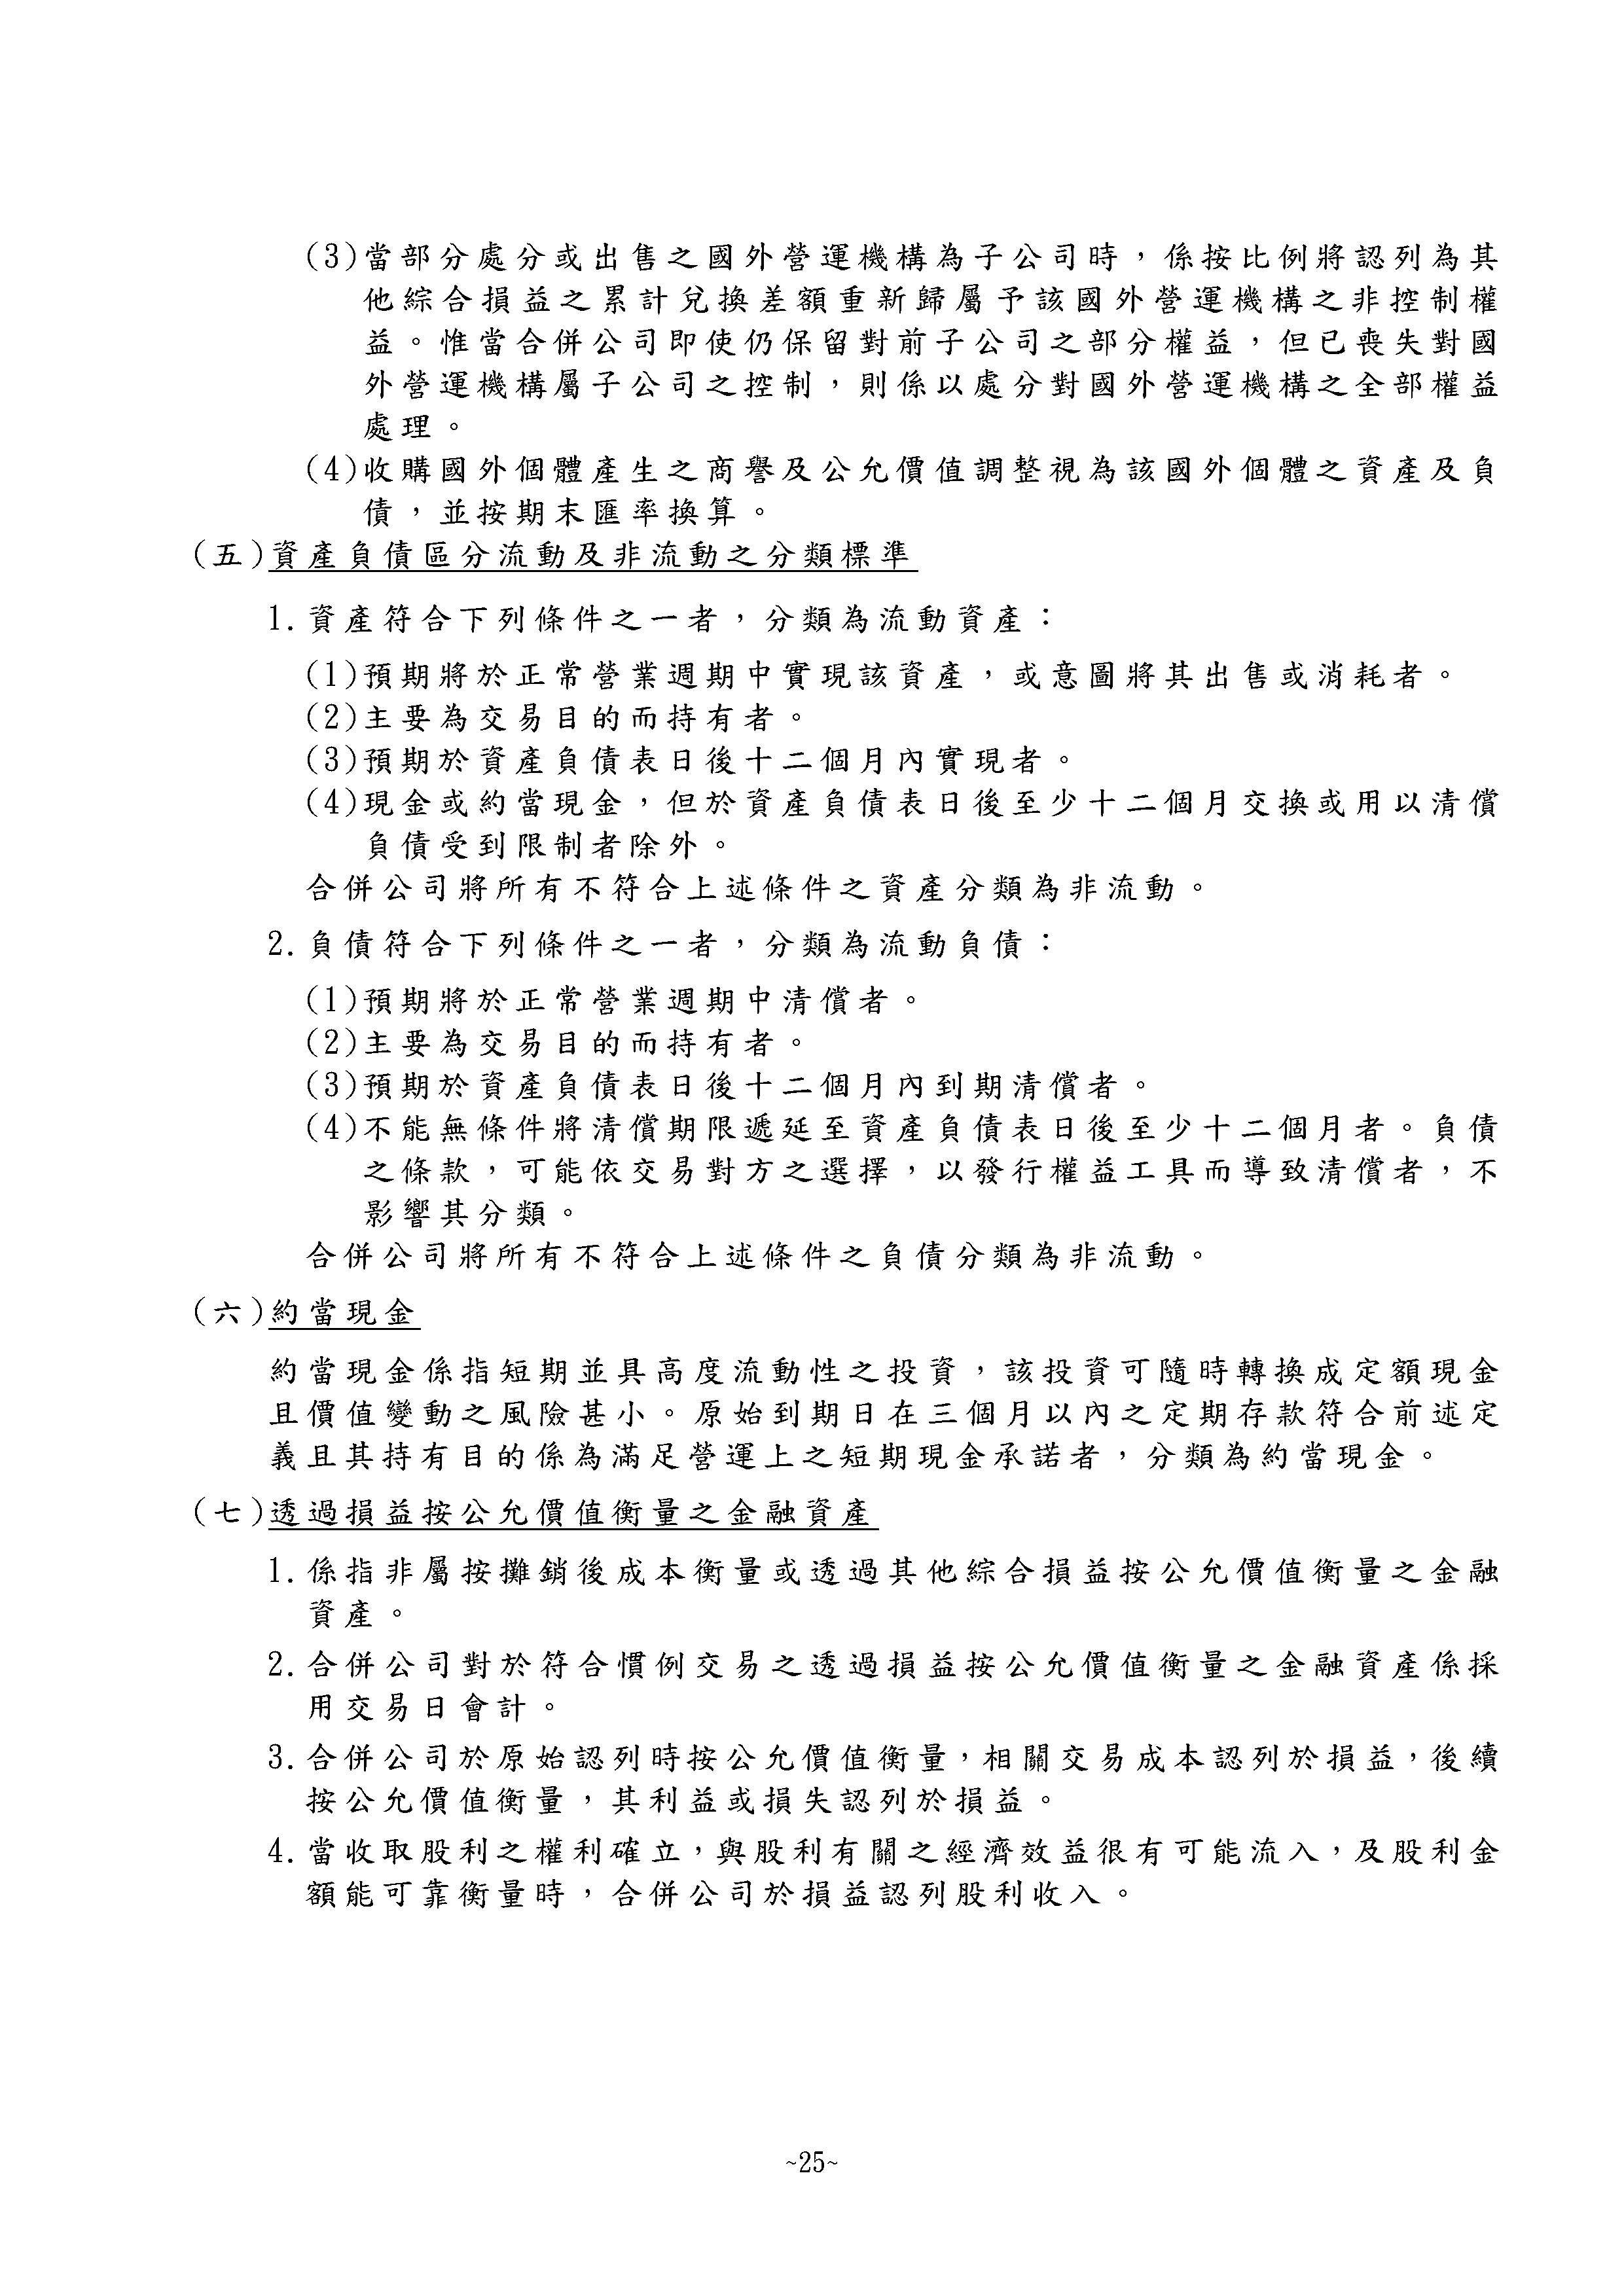 (3)當部分處分或出售之國外營運機構為子公司時，係按比例將認列為其
他綜合損益之累計兌換差額重新歸屬予該國外營運機構之非控制權
益。惟當合併公司即使仍保留對前子公司之部分權益，但已喪失對國
外營運機構屬子公司之控制，則係以處分對國外營運機構之全部權益
處理。
(4)收購國外個體產生之商譽及公允價值調整視為該國外個體之資產及負
債，並按期末匯率換算。
(五)資產負債區分流動及非流動之分類標準
1.資產符合下列條件之一者，分類為流動資產：
(1)預期將於正常營業週期中實現該資產，或意圖將其出售或消耗者。
(2)主要為交易目的而持有者。
(3)預期於資產負債表日後十二個月內實現者。
(4)現金或約當現金，但於資產負債表日後至少十二個月交換或用以清償
負債受到限制者除外。
合併公司將所有不符合上述條件之資產分類為非流動。
2.負債符合下列條件之一者，分類為流動負債：
(1)預期將於正常營業週期中清償者。
(2)主要為交易目的而持有者。
(3)預期於資產負債表日後十二個月內到期清償者。
(4)不能無條件將清償期限遞延至資產負債表日後至少十二個月者。負債
之條款，可能依交易對方之選擇，以發行權益工具而導致清償者，不
影響其分類。
合併公司將所有不符合上述條件之負債分類為非流動。
(六)約當現金
約當現金係指短期並具高度流動性之投資，該投資可隨時轉換成定額現金
且價值變動之風險甚小。原始到期日在三個月以內之定期存款符合前述定
義且其持有目的係為滿足營運上之短期現金承諾者，分類為約當現金。
(七)透過損益按公允價值衡量之金融資產
1.係指非屬按攤銷後成本衡量或透過其他綜合損益按公允價值衡量之金融
資產。
2.合併公司對於符合慣例交易之透過損益按公允價值衡量之金融資產係採
用交易日會計。
3.合併公司於原始認列時按公允價值衡量，相關交易成本認列於損益，後續
按公允價值衡量，其利益或損失認列於損益。
4.當收取股利之權利確立，與股利有關之經濟效益很有可能流入，及股利金
額能可靠衡量時，合併公司於損益認列股利收入。
~25~